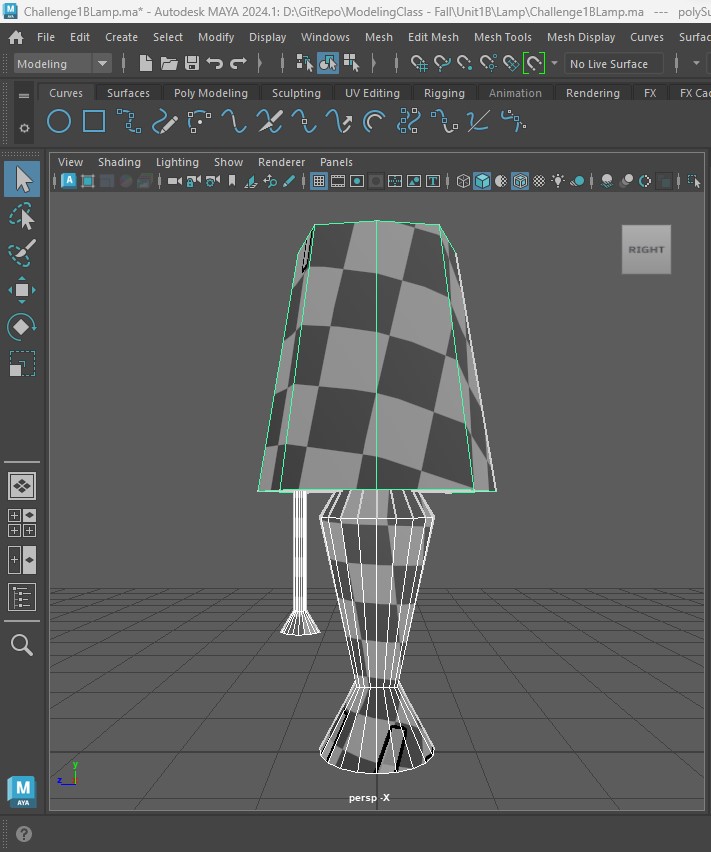 Challenge1BLamp.ma* - Autodesk MAYA 2024.1: D:\GitRepo\ModelingClass - Fall\Unit1B\Lamp\Challenge1BLamp.ma --- polySu
File Edit Create Select Modify Display Windows Mesh Edit Mesh Mesh Tools Mesh Display Curves Surfac
Modeling No Live Surface
Curves Surfaces Poly Modeling Sculpting UV Editing Rigging Animation Rendering FX FX Cac
View Shading Lighting Show Renderer Panels
RIGHT
y
z
persp -X
M
AYA